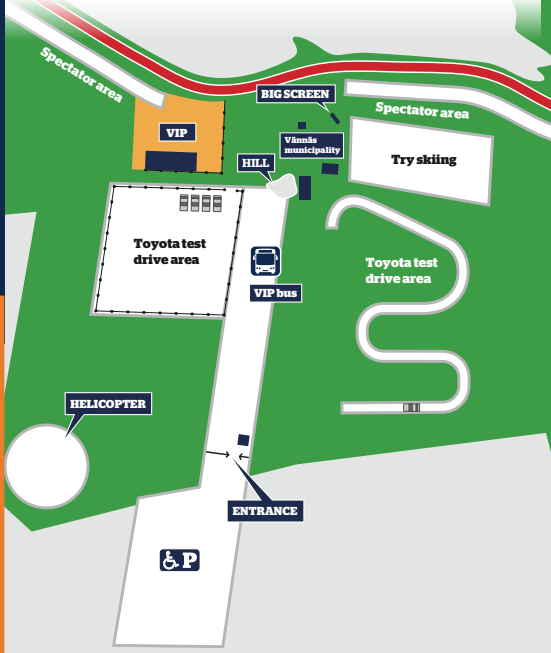 Spectator area
BIG SCREEN
Spectator area
VIP
Vännäs
municipality
Try skiing
HILL
Toyota test
drive area
Toyota test
drive area
VIP bus
HELICOPTER
ENTRANCE
P